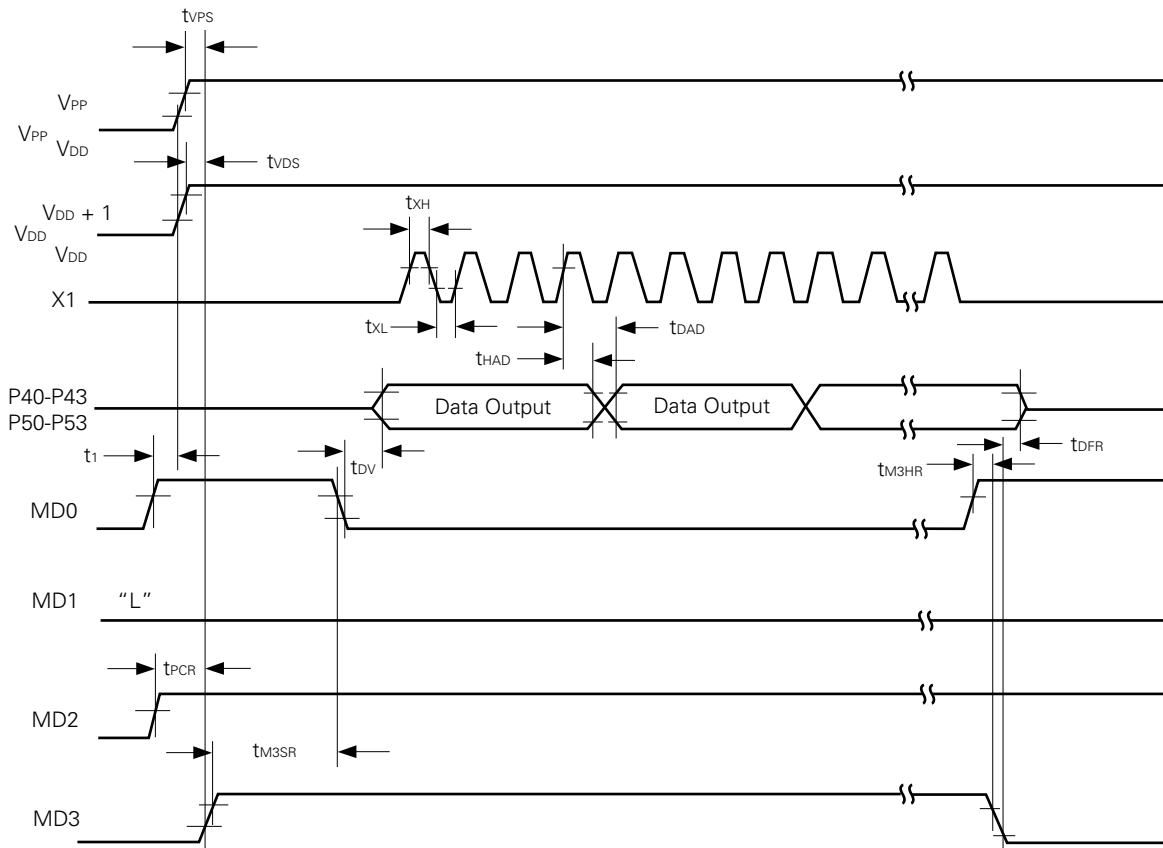 tVPS
VPP
VPP
VDD
tVDS
VDD + 1
VDD
VDD
tXH
X1
tXL
tDAD
tHAD
P40-P43
P50-P53
Data Output
Data Output
t1
tDV
tM3HR
tDFR
MD0
MD1
“L”
tPCR
MD2
tM3SR
MD3